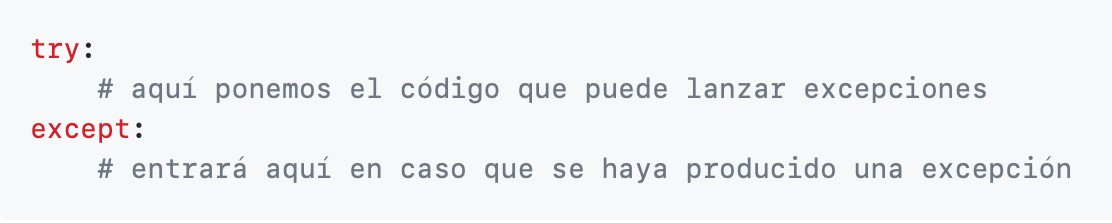 try:
    # aquí ponemos el código que puede lanzar excepciones
except:
    # entrará aquí en caso que se haya producido una excepción